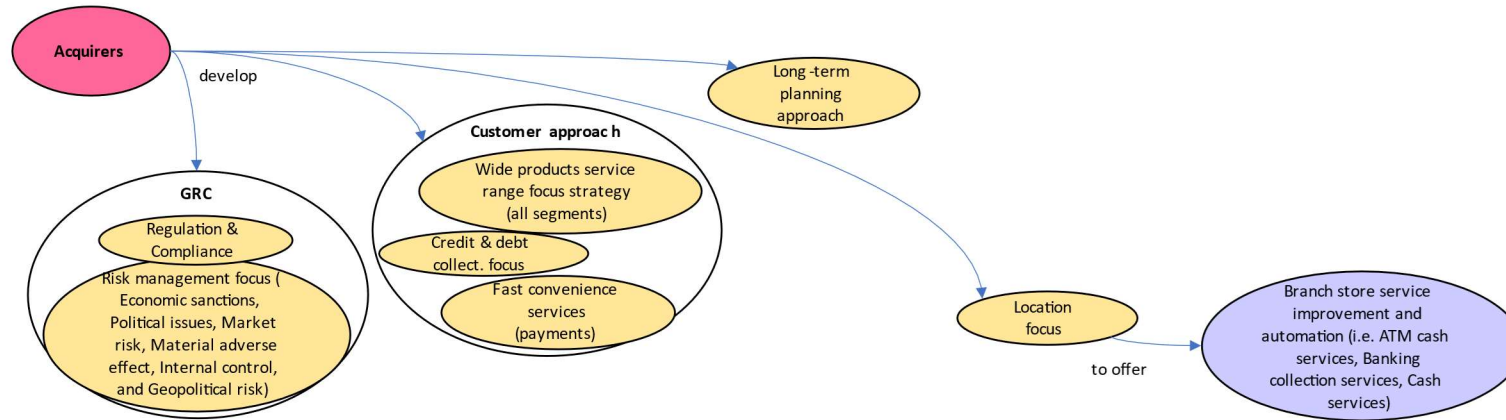 Acquirers
develop
Long-term
planning
approach
Customer approach
Wide products service
range focus strategy
(all segments)
Credit & debt
collect. focus
Fast convenience
services
(payments)
GRC
Regulation &
Compliance
Risk management focus (
Economic sanctions,
Political issues, Market
risk, Material adverse
effect, Internal control,
and Geopolitical risk)
Location
focus
to offer
Branch store service
improvement and
automation (i.e. ATM cash
services, Banking
collection services, Cash
services)